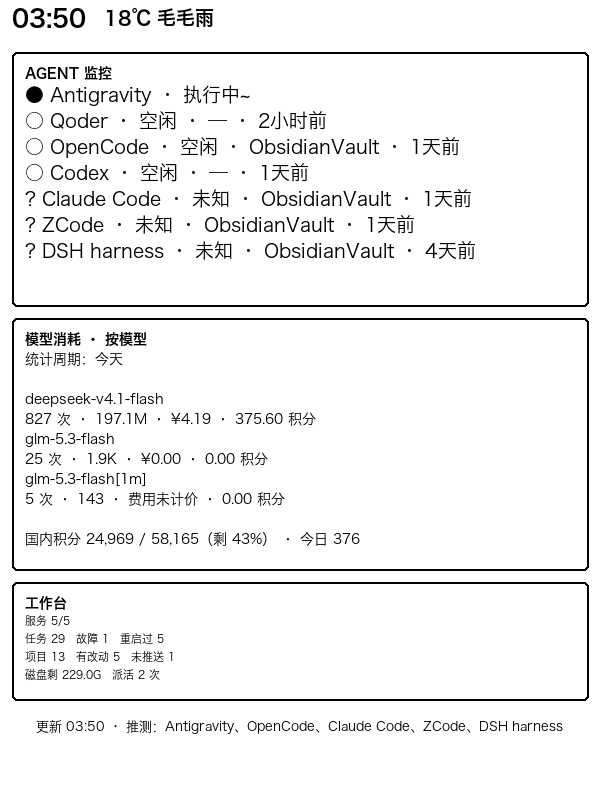 03:50 18℃ 毛毛雨
AGENT 监控
● Antigravity · 执行中~
○ Qoder · 空闲 · — · 2小时前
○ OpenCode · 空闲 · ObsidianVault · 1天前
○ Codex · 空闲 · — · 1天前
? Claude Code · 未知 · ObsidianVault · 1天前
? ZCode · 未知 · ObsidianVault · 1天前
? DSH harness · 未知 · ObsidianVault · 4天前
模型消耗 · 按模型
统计周期：今天
deepseek-v4.1-flash
827 次 · 197.1M · ¥4.19 · 375.60 积分
glm-5.3-flash
25 次 · 1.9K · ¥0.00 · 0.00 积分
glm-5.3-flash[1m]
5 次 · 143 · 费用未计价 · 0.00 积分
国内积分 24,969 / 58,165（剩 43%） · 今日 376
工作台
服务 5/5
任务 29 故障 1 重启过 5
项目 13 有改动 5 未推送 1
磁盘剩 229.0G 派活 2 次
更新 03:50 · 推测：Antigravity、OpenCode、Claude Code、ZCode、DSH harness